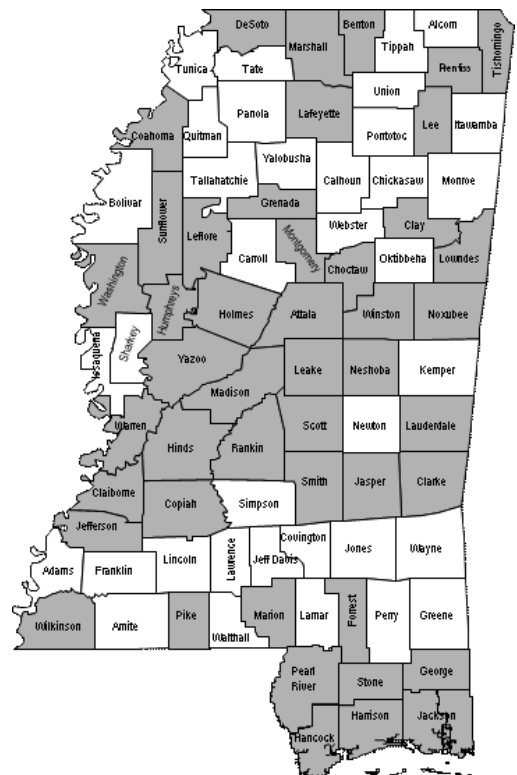 DeSoto
Benton
Alcorn
Marshall
Tippah
Tishomingo
Tunica
Tate
Prentiss
Union
Panola
Lafeyette
Coahoma
Quitman
Pontotoc
Lee
Itawamba
Yalobusha
Tallahatchie
Calhoun
Chickasaw
Monroe
Bolivar
Sunflower
Grenada
Leflore
Webster
Clay
Montgomery
Carroll
Choctaw
Oktibbeha
Lowndes
Washington
Humphreys
Holmes
Attala
Winston
Noxubee
Issaquena
Sharkey
Yazoo
Leake
Neshoba
Kemper
Madison
Warren
Scott
Newton
Lauderdale
Hinds
Rankin
Smith
Jasper
Clarke
Claiborne
Copiah
Simpson
Jefferson
Covington
Lawrence
Jeff Davis
Jones
Wayne
Adams
Franklin
Lincoln
Wilkinson
Amite
Pike
Walthall
Marion
Lamar
Forrest
Perry
Greene
Pearl
River
Stone
George
Hancock
Harrison
Jackson